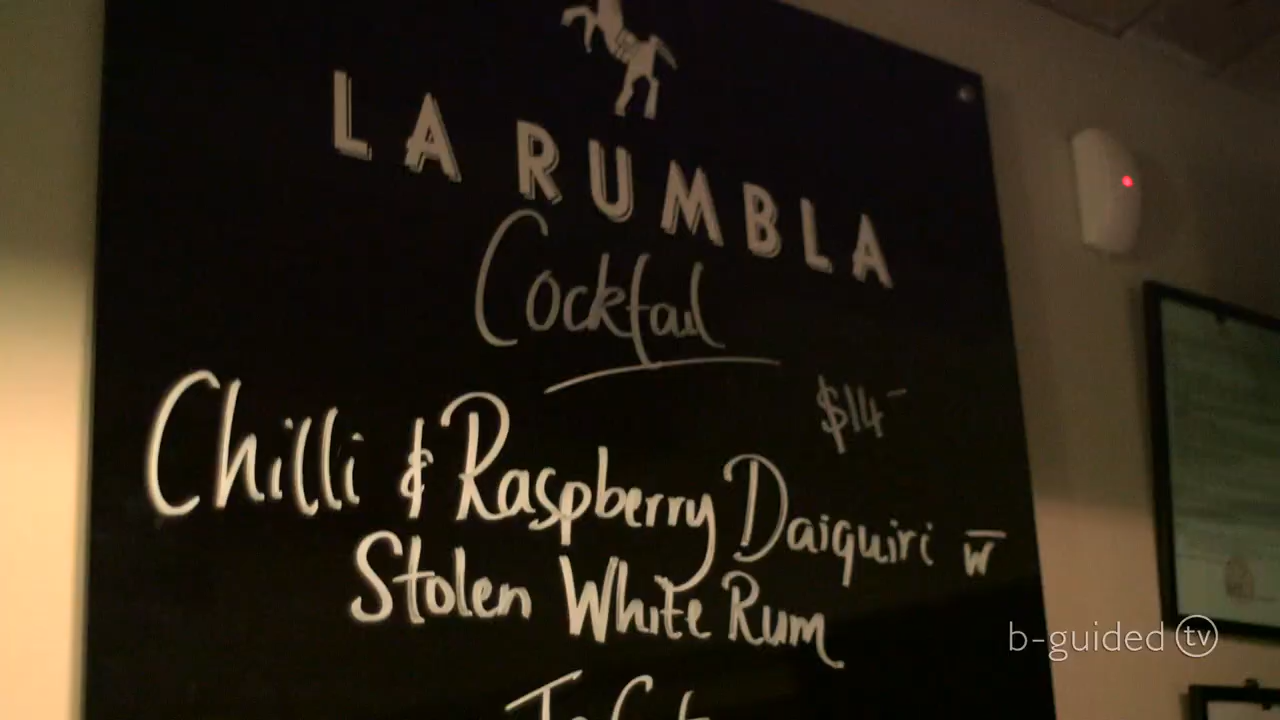 LA RUMBLA
Cocktail
$14-
Chilli & Raspberry Daiquiri w̅
Stolen White Rum
b-guided tv